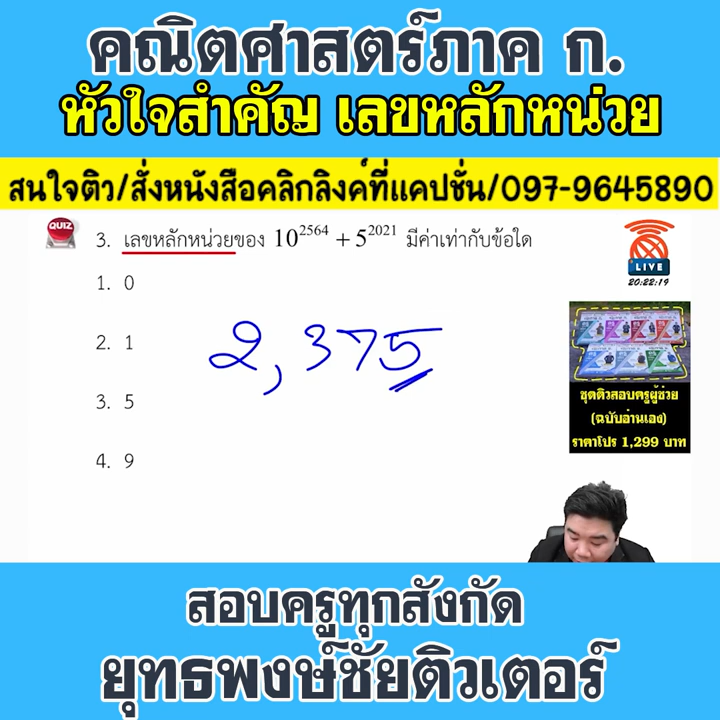 คณิตศาสตร์ภาค ก.
หัวใจสำคัญ เลขหลักหน่วย
สนใจติว/สั่งหนังสือคลิกลิงค์ที่แคปชั่น/097-9645890
QUIZ
3. เลขหลักหน่วยของ 10^2564 + 5^2021 มีค่าเท่ากับข้อใด
1. 0
2. 1
3. 5
4. 9
2,375
LIVE
20:22:19
ชุดติวสอบครูผู้ช่วย
(ฉบับอ่านเอง)
ราคาโปร 1,299 บาท
สอบครูทุกสังกัด
ยุทธพงษ์ชัยติวเตอร์